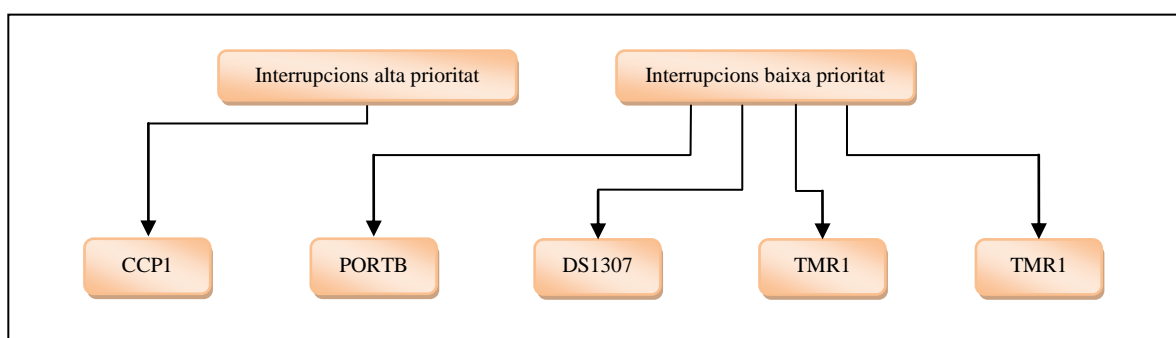 Interrupcions alta prioritat
Interrupcions baixa prioritat
CCP1
PORTB
DS1307
TMR1
TMR1